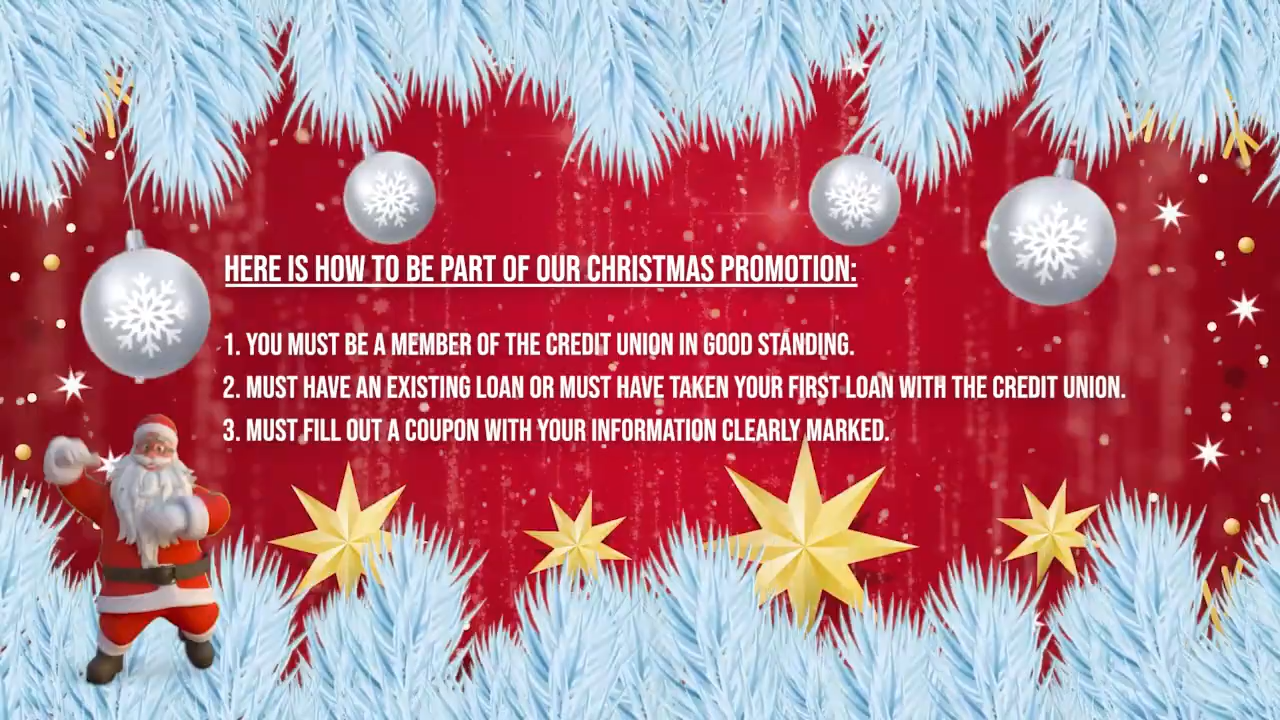 HERE IS HOW TO BE PART OF OUR CHRISTMAS PROMOTION:
1. YOU MUST BE A MEMBER OF THE CREDIT UNION IN GOOD STANDING.
2. MUST HAVE AN EXISTING LOAN OR MUST HAVE TAKEN YOUR FIRST LOAN WITH THE CREDIT UNION.
3. MUST FILL OUT A COUPON WITH YOUR INFORMATION CLEARLY MARKED.